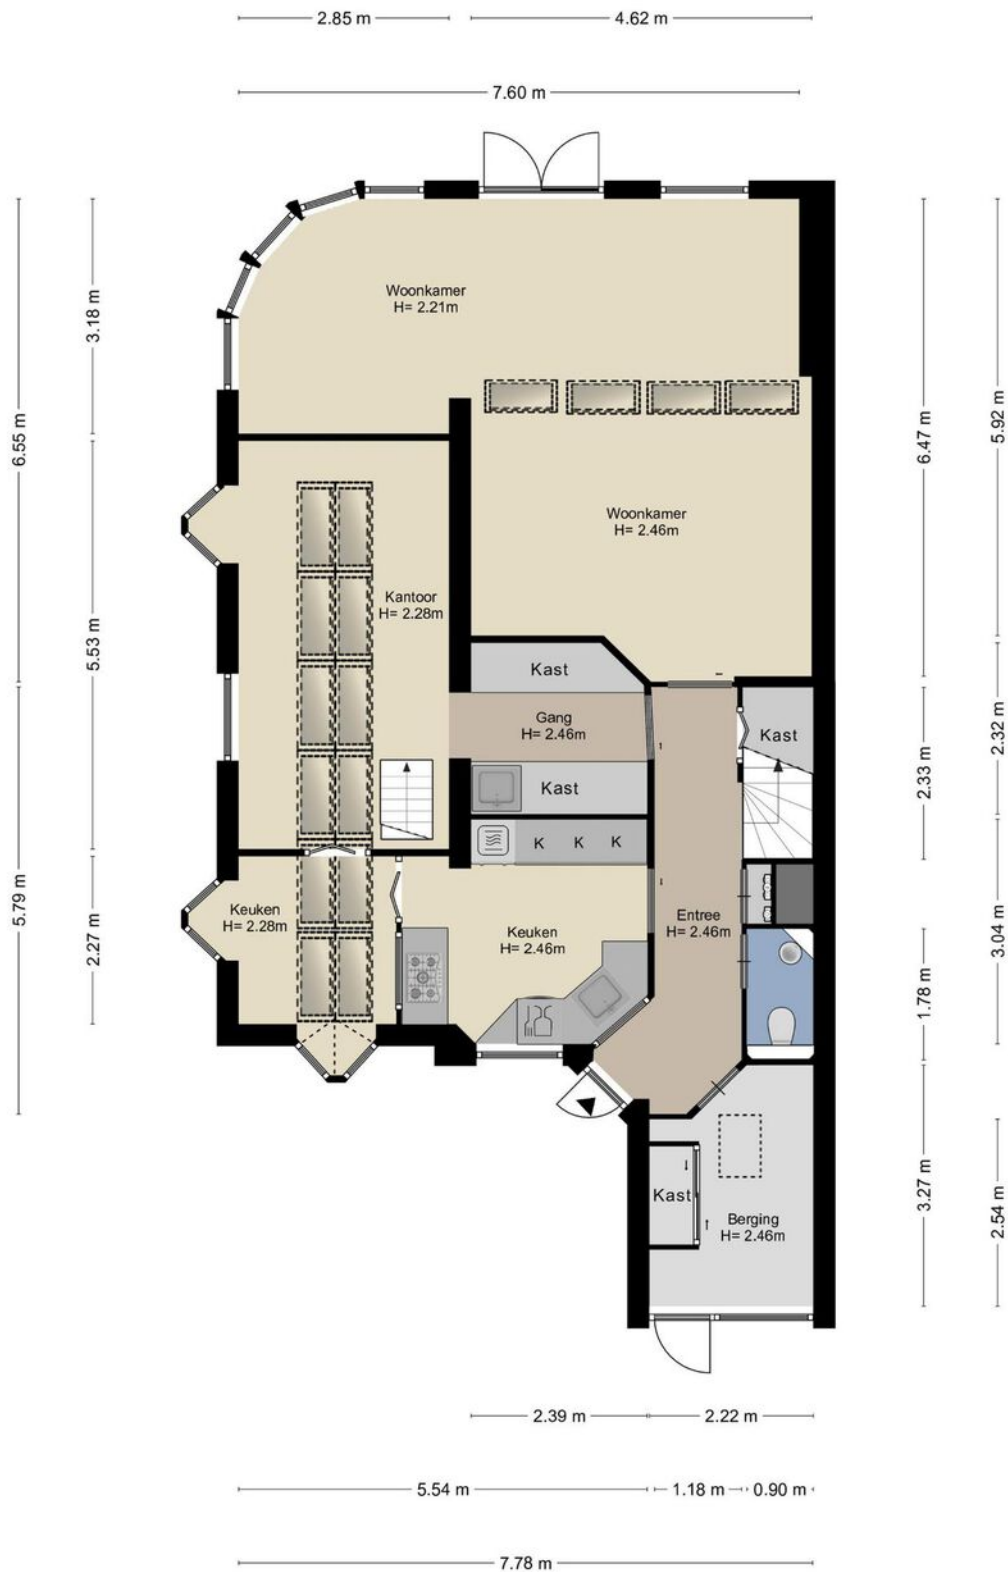 2.85 m
4.62 m
7.60 m
Woonkamer
H= 2.21m
3.18 m
6.55 m
6.47 m
5.92 m
Woonkamer
H= 2.46m
Kantoor
H= 2.28m
5.53 m
Kast
Gang
H= 2.46m
Kast
Kast
2.33 m
2.32 m
K K K
Keuken
H= 2.28m
Keuken
H= 2.46m
Entree
H= 2.46m
5.79 m
2.27 m
1.78 m
3.04 m
Kast
Berging
H= 2.46m
3.27 m
2.54 m
2.39 m
2.22 m
5.54 m
1.18 m
0.90 m
7.78 m